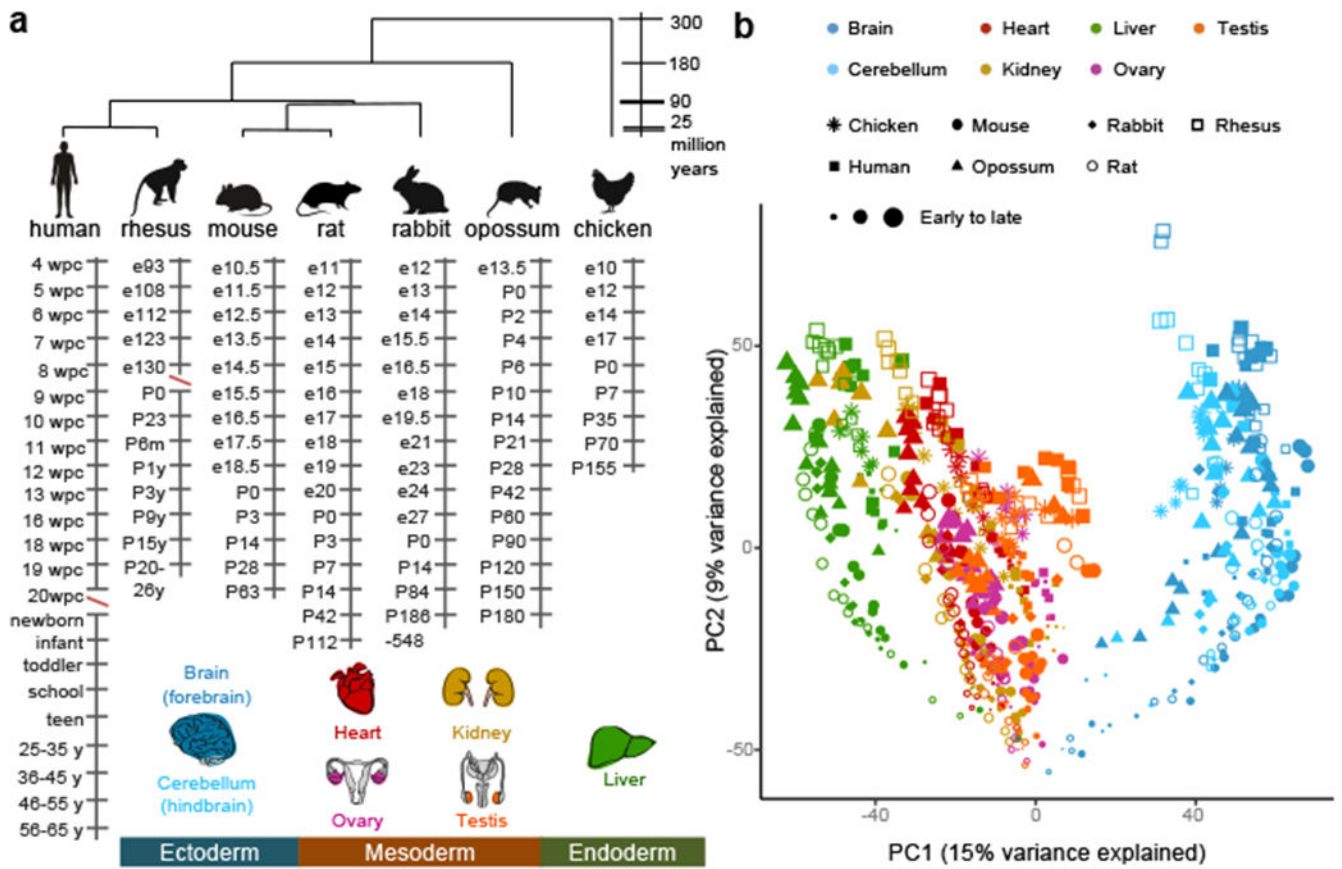 a
300
180
90
25
million
years
human rhesus mouse rat rabbit opossum chicken
4 wpc
5 wpc
6 wpc
7 wpc
8 wpc
9 wpc
10 wpc
11 wpc
12 wpc
13 wpc
16 wpc
18 wpc
19 wpc
20wpc
newborn
infant
toddler
school
teen
25-35 y
36-45 y
46-55 y
56-65 y
e93
e108
e112
e123
e130
P0
P23
P6m
P1y
P3y
P9y
P15y
P20-
26y
e10.5
e11.5
e12.5
e13.5
e14.5
e15.5
e16.5
e17.5
e18.5
P0
P3
P14
P28
P63
e11
e12
e13
e14
e15
e16
e17
e18
e19
e20
P0
P3
P7
P14
P42
P112
e12
e13
e14
e15.5
e16.5
e18
e19.5
e21
e23
e24
e27
P0
P14
P84
P186
-548
e13.5
P0
P2
P4
P6
P10
P14
P21
P28
P42
P60
P90
P120
P150
P180
e10
e12
e14
e17
P0
P7
P35
P70
P155
Brain
(forebrain)
Cerebellum
(hindbrain)
Heart
Ovary
Kidney
Testis
Liver
Ectoderm Mesoderm Endoderm
b
Brain Heart Liver Testis
Cerebellum Kidney Ovary
Chicken Mouse Rabbit Rhesus
Human Opossum Rat
Early to late
PC2 (9% variance explained)
50
0
-50
-40 0 40
PC1 (15% variance explained)